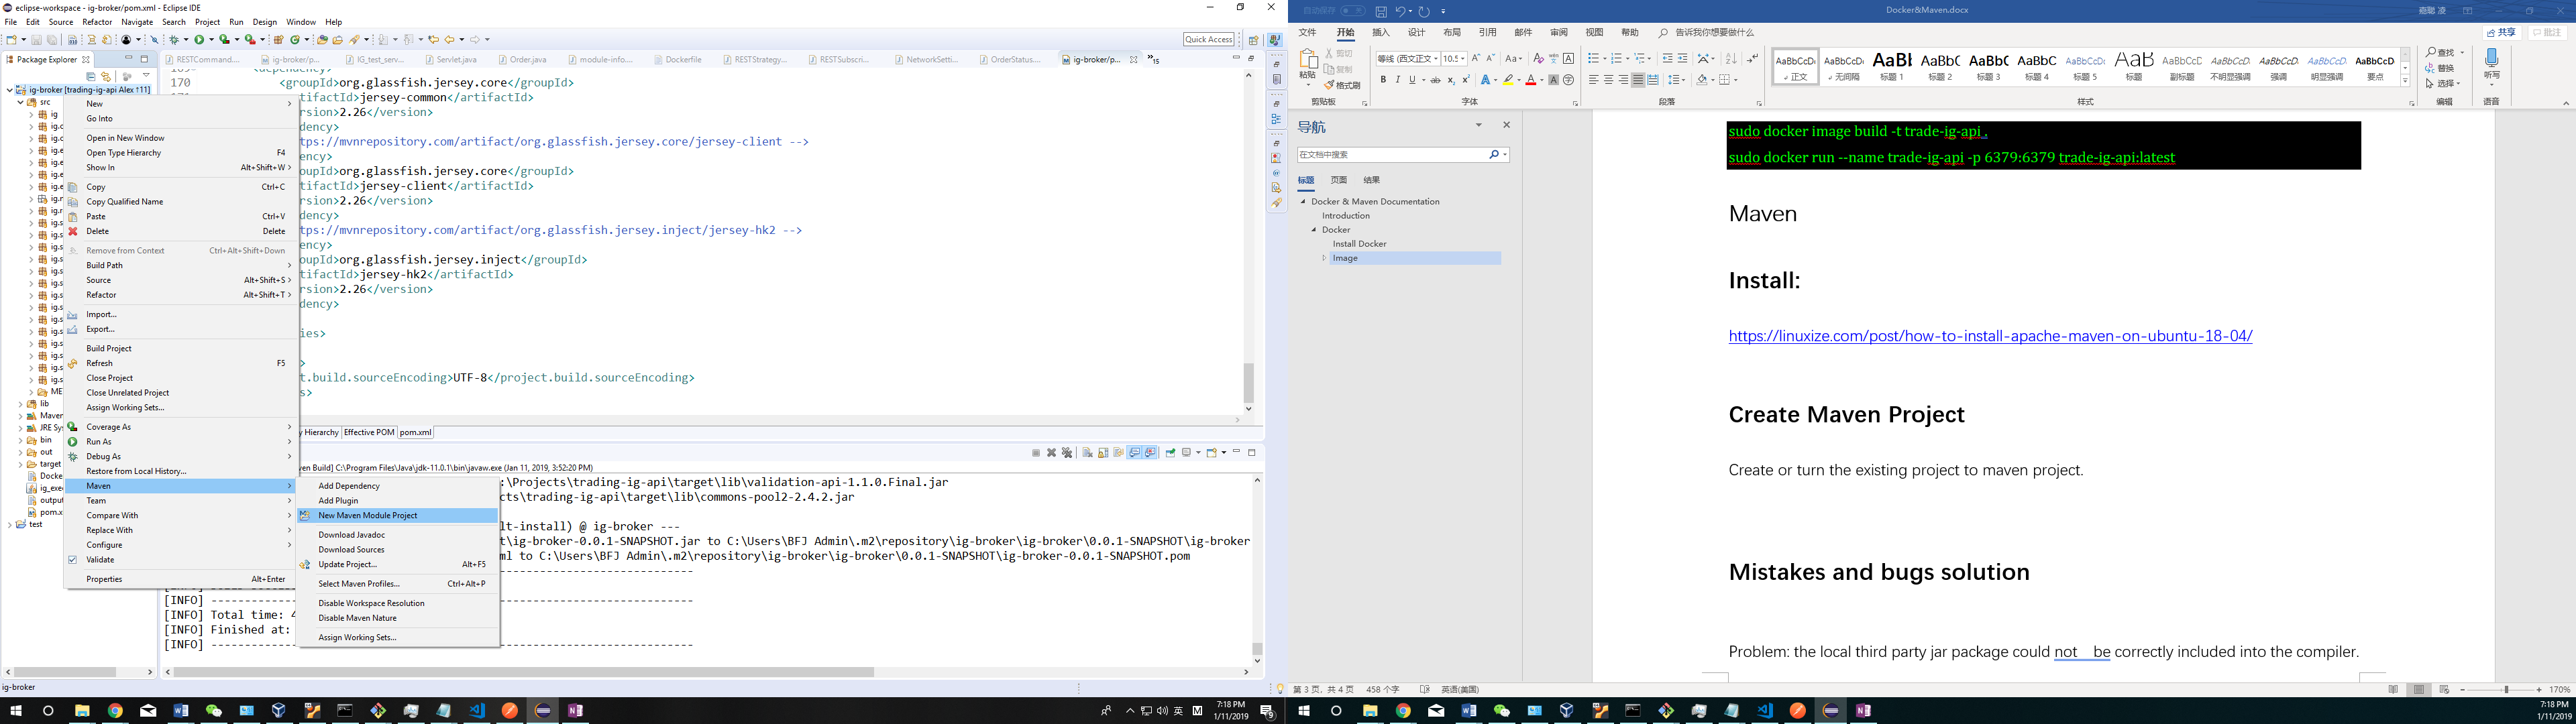 eclipse-workspace - ig-broker/pom.xml - Eclipse IDE
File Edit Source Refactor Navigate Search Project Run Design Window Help
Quick Access
Package Explorer
RESTCommand.... ig-broker/p... IG_test_serv... Servlet.java Order.java module-info.... Dockerfile RESTStrategy... RESTSubscri... NetworkSetti... OrderStatus.... ig-broker/p... »15
ig-broker [trading-ig-api Alex ↑11]
src
ig
lib
Maven
JRE Sys
bin
out
target
Docke
ig_exe
output
pom.x
test
New
Go Into
Open in New Window
Open Type Hierarchy F4
Show In Alt+Shift+W
Copy Ctrl+C
Copy Qualified Name
Paste Ctrl+V
Delete Delete
Remove from Context Ctrl+Alt+Shift+Down
Build Path
Source Alt+Shift+S
Refactor Alt+Shift+T
Import...
Export...
Build Project
Refresh F5
Close Project
Close Unrelated Project
Assign Working Sets...
Coverage As
Run As
Debug As
Restore from Local History...
Maven
Team
Compare With
Replace With
Configure
Validate
Properties Alt+Enter
Add Dependency
Add Plugin
New Maven Module Project
Download Javadoc
Download Sources
Update Project... Alt+F5
Select Maven Profiles... Ctrl+Alt+P
Disable Workspace Resolution
Disable Maven Nature
Assign Working Sets...
<dependency>
170 <groupId>org.glassfish.jersey.core</groupId>
rtifactId>jersey-common</artifactId>
ersion>2.26</version>
dency>
tps://mvnrepository.com/artifact/org.glassfish.jersey.core/jersey-client -->
ency>
roupId>org.glassfish.jersey.core</groupId>
tifactId>jersey-client</artifactId>
rsion>2.26</version>
dency>
tps://mvnrepository.com/artifact/org.glassfish.jersey.inject/jersey-hk2 -->
ency>
oupId>org.glassfish.jersey.inject</groupId>
tifactId>jersey-hk2</artifactId>
rsion>2.26</version>
dency>
ies>
>
t.build.sourceEncoding>UTF-8</project.build.sourceEncoding>
s>
y Hierarchy Effective POM pom.xml
ven Build] C:\Program Files\Java\jdk-11.0.1\bin\javaw.exe (Jan 11, 2019, 3:52:20 PM)
:\Projects\trading-ig-api\target\lib\validation-api-1.1.0.Final.jar
cts\trading-ig-api\target\lib\commons-pool2-2.4.2.jar
lt-install) @ ig-broker ---
t\ig-broker-0.0.1-SNAPSHOT.jar to C:\Users\BFJ Admin\.m2\repository\ig-broker\ig-broker\0.0.1-SNAPSHOT\ig-broker
ml to C:\Users\BFJ Admin\.m2\repository\ig-broker\ig-broker\0.0.1-SNAPSHOT\ig-broker-0.0.1-SNAPSHOT.pom
[INFO]
[INFO] Total time: 4
[INFO] Finished at:
[INFO]
ig-broker
英 M
7:18 PM
1/11/2019
自动保存
Docker&Maven.docx
嘉聪 凌
文件 开始 插入 设计 布局 引用 邮件 审阅 视图 帮助 告诉我你想要做什么 共享 批注
粘贴
剪切
复制
格式刷
剪贴板
等线 (西文正文) 10.5
字体
段落
正文 无间隔 标题 1 标题 2 标题 3 标题 4 标题 5 标题 副标题 不明显强调 强调 明显强调 要点
样式
查找
替换
选择
编辑
听写
语音
导航
在文档中搜索
标题 页面 结果
Docker & Maven Documentation
Introduction
Docker
Install Docker
Image
sudo docker image build -t trade-ig-api .
sudo docker run --name trade-ig-api -p 6379:6379 trade-ig-api:latest
Maven
Install:
https://linuxize.com/post/how-to-install-apache-maven-on-ubuntu-18-04/
Create Maven Project
Create or turn the existing project to maven project.
Mistakes and bugs solution
Problem: the local third party jar package could not be correctly included into the compiler.
第 3 页，共 4 页 458 个字 英语(美国)
170%
7:18 PM
1/11/2019